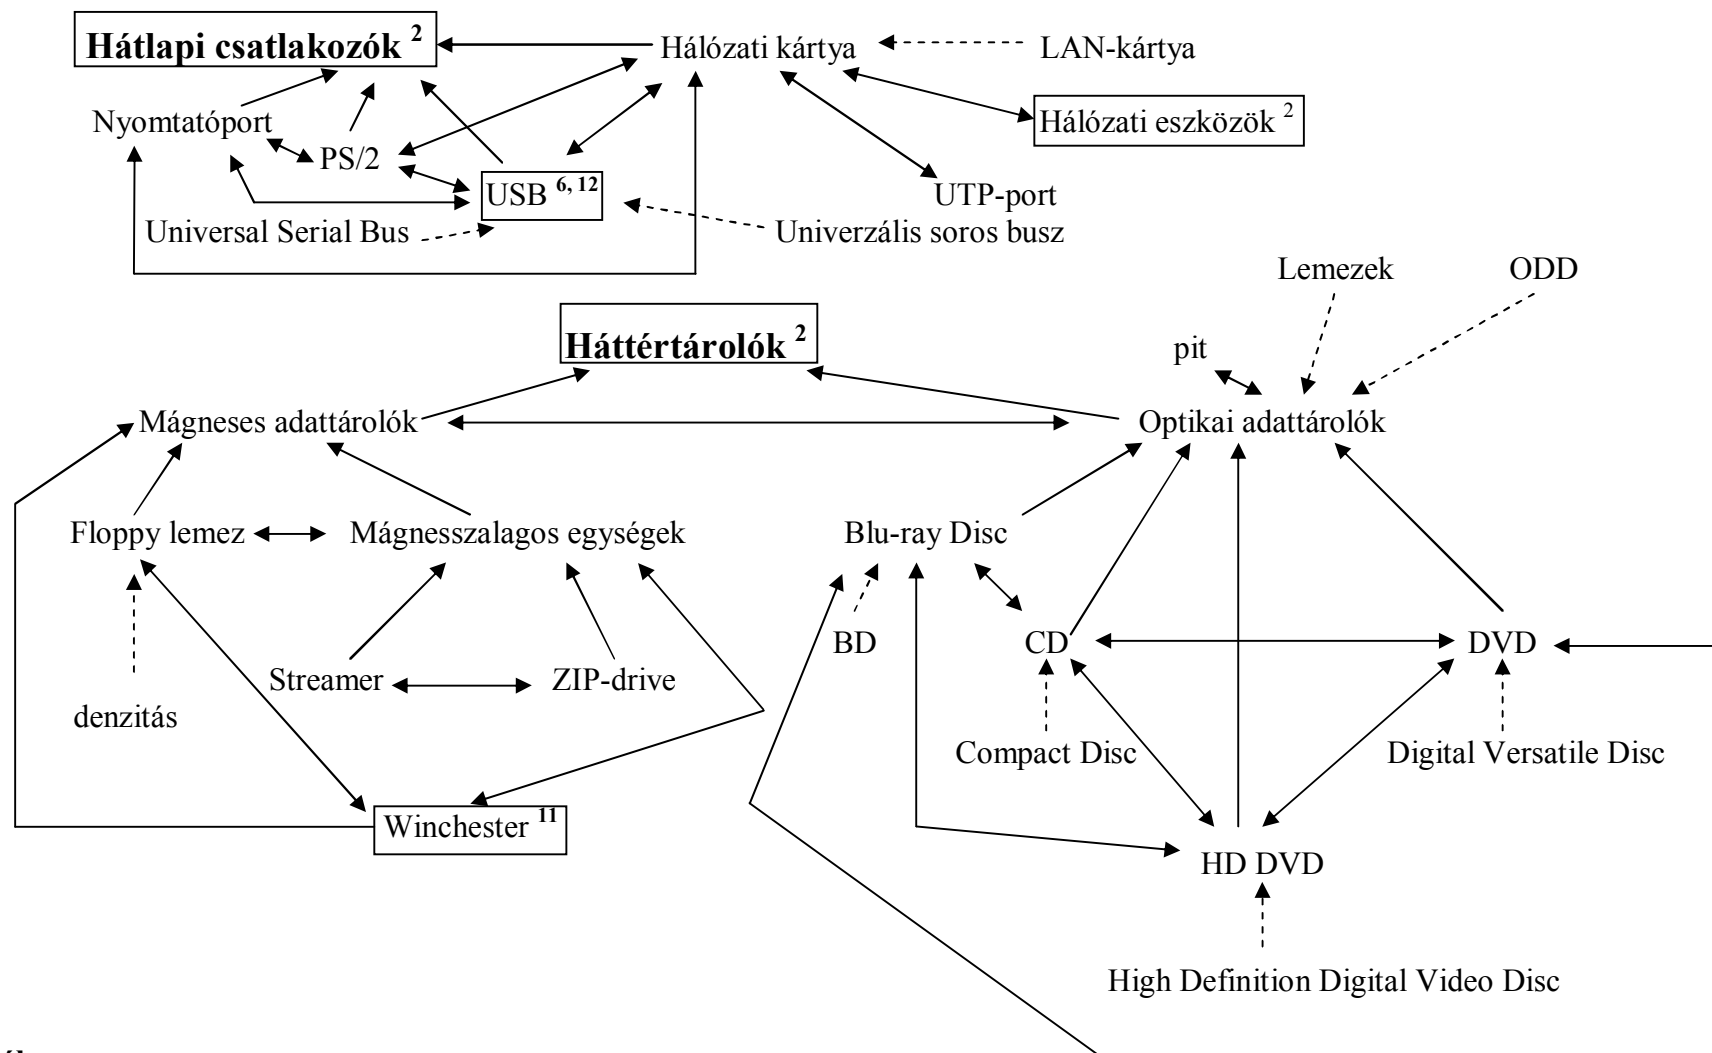 Hátlapi csatlakozók 2
Hálózati kártya
LAN-kártya
Nyomtatóport
Hálózati eszközök 2
PS/2
USB 6, 12
UTP-port
Universal Serial Bus
Univerzális soros busz
Lemezek
ODD
Háttértárolók 2
pit
Mágneses adattárolók
Optikai adattárolók
Floppy lemez
Mágnesszalagos egységek
Blu-ray Disc
BD
CD
DVD
Streamer
ZIP-drive
denzitás
Compact Disc
Digital Versatile Disc
Winchester 11
HD DVD
High Definition Digital Video Disc